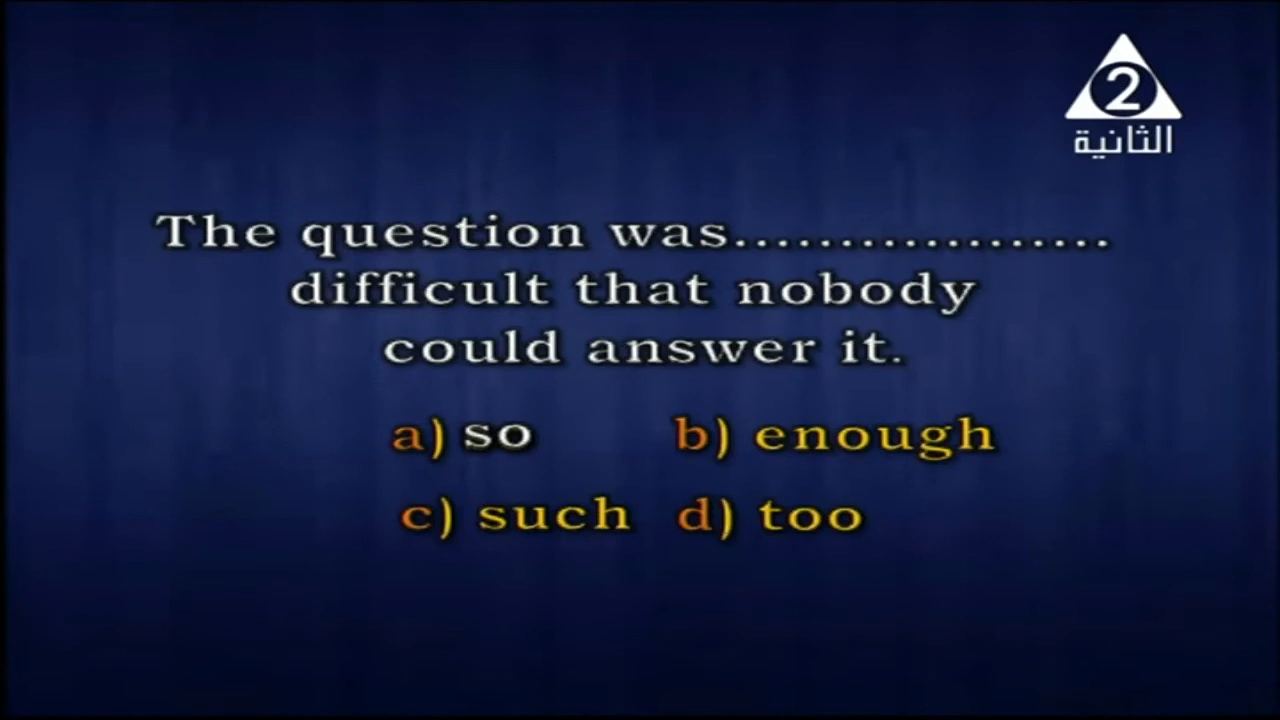 2
الثانية
The question was..................
difficult that nobody
could answer it.
a) so b) enough
c) such d) too